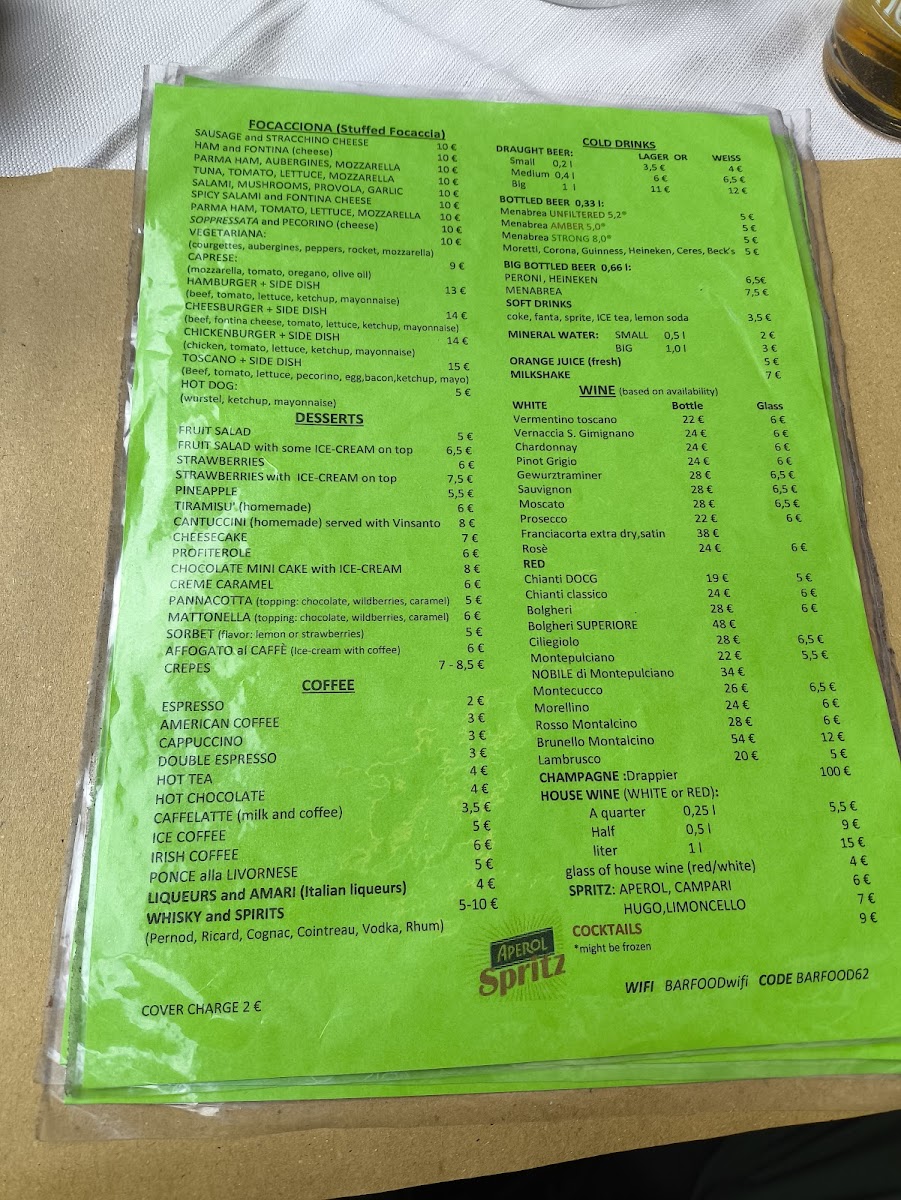 FOCACCIONA (Stuffed Focaccia)
SAUSAGE and STRACCHINO CHEESE 10 €
HAM and FONTINA (cheese) 10 €
PARMA HAM, AUBERGINES, MOZZARELLA 10 €
TUNA, TOMATO, LETTUCE, MOZZARELLA 10 €
SALAMI, MUSHROOMS, PROVOLA, GARLIC 10 €
SPICY SALAMI and FONTINA CHEESE 10 €
PARMA HAM, TOMATO, LETTUCE, MOZZARELLA 10 €
SOPPRESSATA and PECORINO (cheese) 10 €
VEGETARIANA: 10 €
(courgettes, aubergines, peppers, rocket, mozzarella)
CAPRESE: 9 €
(mozzarella, tomato, oregano, olive oil)
HAMBURGER + SIDE DISH 13 €
(beef, tomato, lettuce, ketchup, mayonnaise)
CHEESBURGER + SIDE DISH 14 €
(beef, fontina cheese, tomato, lettuce, ketchup, mayonnaise)
CHICKENBURGER + SIDE DISH 14 €
(chicken, tomato, lettuce, ketchup, mayonnaise)
TOSCANO + SIDE DISH 15 €
(Beef, tomato, lettuce, pecorino, egg,bacon,ketchup, mayo)
HOT DOG: 5 €
(wurstel, ketchup, mayonnaise)
DESSERTS
FRUIT SALAD 5 €
FRUIT SALAD with some ICE-CREAM on top 6,5 €
STRAWBERRIES 6 €
STRAWBERRIES with ICE-CREAM on top 7,5 €
PINEAPPLE 5,5 €
TIRAMISU' (homemade) 6 €
CANTUCCINI (homemade) served with Vinsanto 8 €
CHEESECAKE 7 €
PROFITEROLE 6 €
CHOCOLATE MINI CAKE with ICE-CREAM 8 €
CREME CARAMEL 6 €
PANNACOTTA (topping: chocolate, wildberries, caramel) 5 €
MATTONELLA (topping: chocolate, wildberries, caramel) 6 €
SORBET (flavor: lemon or strawberries) 5 €
AFFOGATO al CAFFÈ (Ice-cream with coffee) 6 €
CREPES 7 - 8,5 €
COFFEE
ESPRESSO 2 €
AMERICAN COFFEE 3 €
CAPPUCCINO 3 €
DOUBLE ESPRESSO 3 €
HOT TEA 4 €
HOT CHOCOLATE 4 €
CAFFELATTE (milk and coffee) 3,5 €
ICE COFFEE 5 €
IRISH COFFEE 6 €
PONCE alla LIVORNESE 5 €
LIQUEURS and AMARI (Italian liqueurs) 4 €
WHISKY and SPIRITS 5-10 €
(Pernod, Ricard, Cognac, Cointreau, Vodka, Rhum)
COVER CHARGE 2 €
COLD DRINKS
DRAUGHT BEER: LAGER OR WEISS
Small 0,2 l 3,5 € 4 €
Medium 0,4 l 6 € 6,5 €
Big 1 l 11 € 12 €
BOTTLED BEER 0,33 l:
Menabrea UNFILTERED 5,2° 5 €
Menabrea AMBER 5,0° 5 €
Menabrea STRONG 8,0° 5 €
Moretti, Corona, Guinness, Heineken, Ceres, Beck's 5 €
BIG BOTTLED BEER 0,66 l:
PERONI, HEINEKEN 6,5€
MENABREA 7,5 €
SOFT DRINKS
coke, fanta, sprite, ICE tea, lemon soda 3,5 €
MINERAL WATER: SMALL 0,5 l 2 €
BIG 1,0 l 3 €
ORANGE JUICE (fresh) 5 €
MILKSHAKE 7 €
WINE (based on availability)
WHITE Bottle Glass
Vermentino toscano 22 € 6 €
Vernaccia S. Gimignano 24 € 6 €
Chardonnay 24 € 6 €
Pinot Grigio 24 € 6 €
Gewurztraminer 28 € 6,5 €
Sauvignon 28 € 6,5 €
Moscato 28 € 6,5 €
Prosecco 22 € 6 €
Franciacorta extra dry,satin 38 €
Rosè 24 € 6 €
RED
Chianti DOCG 19 € 5 €
Chianti classico 24 € 6 €
Bolgheri 28 € 6 €
Bolgheri SUPERIORE 48 €
Ciliegiolo 28 € 6,5 €
Montepulciano 22 € 5,5 €
NOBILE di Montepulciano 34 €
Montecucco 26 € 6,5 €
Morellino 24 € 6 €
Rosso Montalcino 28 € 6 €
Brunello Montalcino 54 € 12 €
Lambrusco 20 € 5 €
CHAMPAGNE :Drappier 100 €
HOUSE WINE (WHITE or RED):
A quarter 0,25 l 5,5 €
Half 0,5 l 9 €
liter 1 l 15 €
glass of house wine (red/white) 4 €
SPRITZ: APEROL, CAMPARI 6 €
HUGO,LIMONCELLO 7 €
COCKTAILS 9 €
*might be frozen
APEROL
Spritz
WIFI BARFOODwifi CODE BARFOOD62